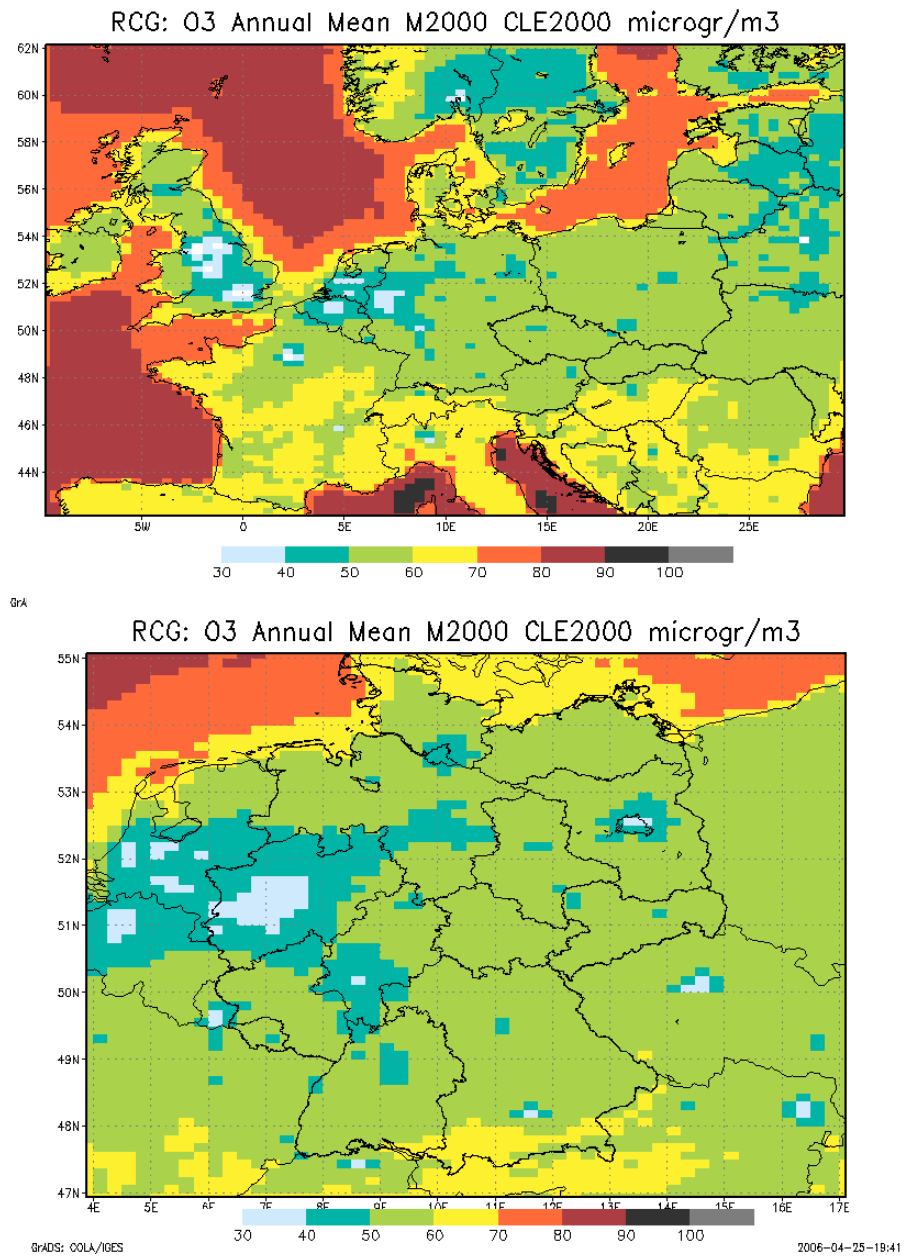 RCG: O3 Annual Mean M2000 CLE2000 microgr/m3
62N
60N
58N
56N
54N
52N
50N
48N
46N
44N
5W 0 5E 10E 15E 20E 25E
30 40 50 60 70 80 90 100
GrA
RCG: O3 Annual Mean M2000 CLE2000 microgr/m3
55N
54N
53N
52N
51N
50N
49N
48N
47N
4E 5E 6E 7E 8E 9E 10E 11E 12E 13E 14E 15E 16E 17E
30 40 50 60 70 80 90 100
GrADS: COLA/IGES 2006-04-25-19:41